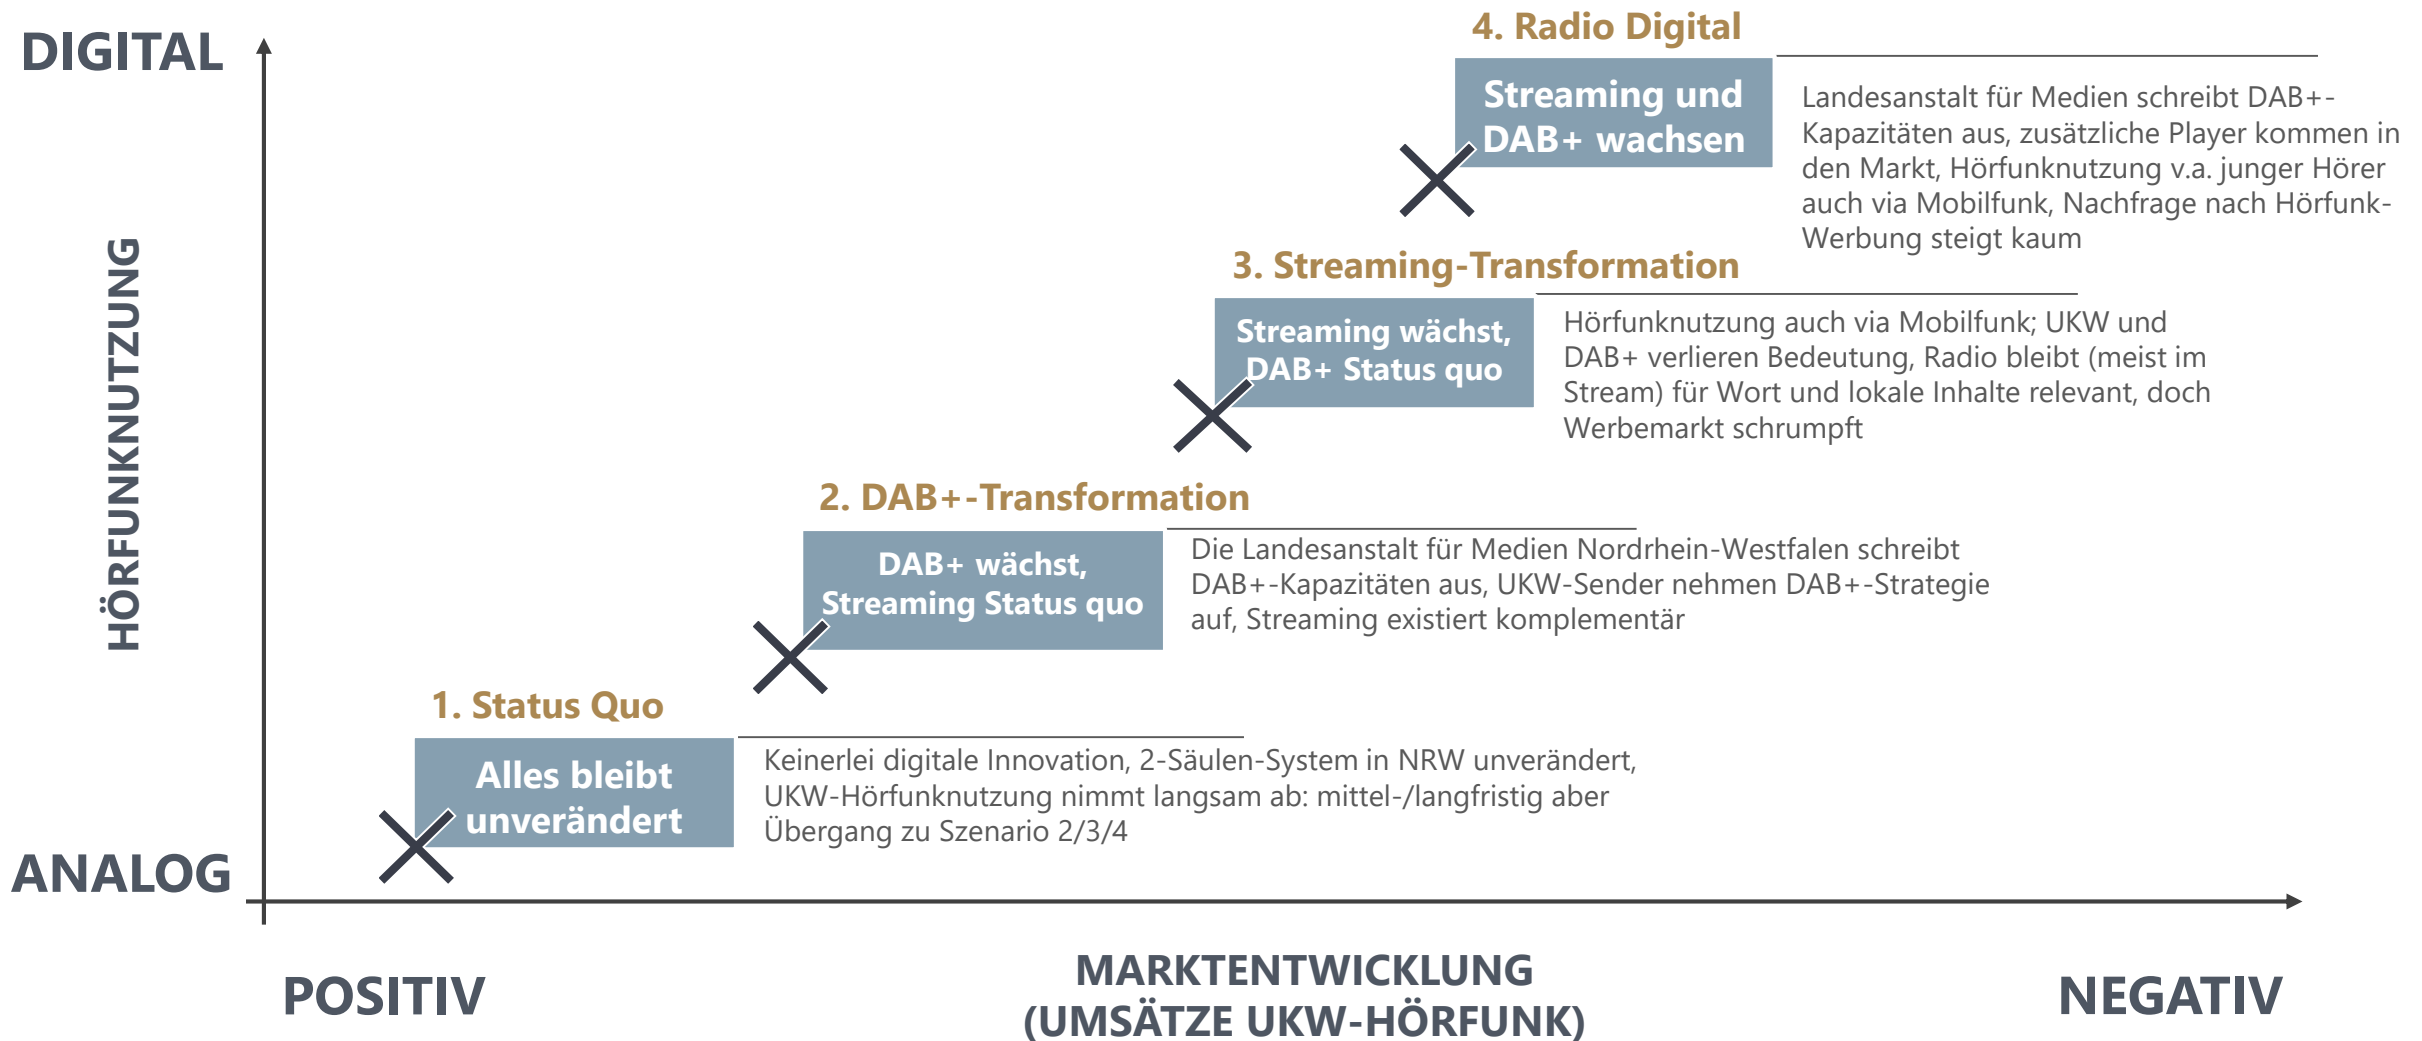 DIGITAL
HÖRFUNKNUTZUNG
ANALOG
4. Radio Digital
Streaming und
DAB+ wachsen
Landesanstalt für Medien schreibt DAB+-
Kapazitäten aus, zusätzliche Player kommen in
den Markt, Hörfunknutzung v.a. junger Hörer
auch via Mobilfunk, Nachfrage nach Hörfunk-
Werbung steigt kaum
3. Streaming-Transformation
Streaming wächst,
DAB+ Status quo
Hörfunknutzung auch via Mobilfunk; UKW und
DAB+ verlieren Bedeutung, Radio bleibt (meist im
Stream) für Wort und lokale Inhalte relevant, doch
Werbemarkt schrumpft
2. DAB+-Transformation
DAB+ wächst,
Streaming Status quo
Die Landesanstalt für Medien Nordrhein-Westfalen schreibt
DAB+-Kapazitäten aus, UKW-Sender nehmen DAB+-Strategie
auf, Streaming existiert komplementär
1. Status Quo
Alles bleibt
unverändert
Keinerlei digitale Innovation, 2-Säulen-System in NRW unverändert,
UKW-Hörfunknutzung nimmt langsam ab: mittel-/langfristig aber
Übergang zu Szenario 2/3/4
POSITIV
MARKTENTWICKLUNG
(UMSÄTZE UKW-HÖRFUNK)
NEGATIV